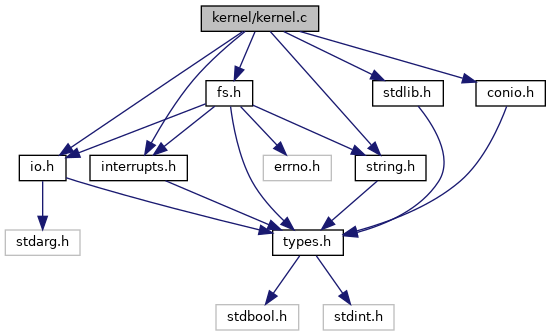 kernel/kernel.c
fs.h
stdlib.h
conio.h
io.h
interrupts.h
errno.h
string.h
stdarg.h
types.h
stdbool.h
stdint.h